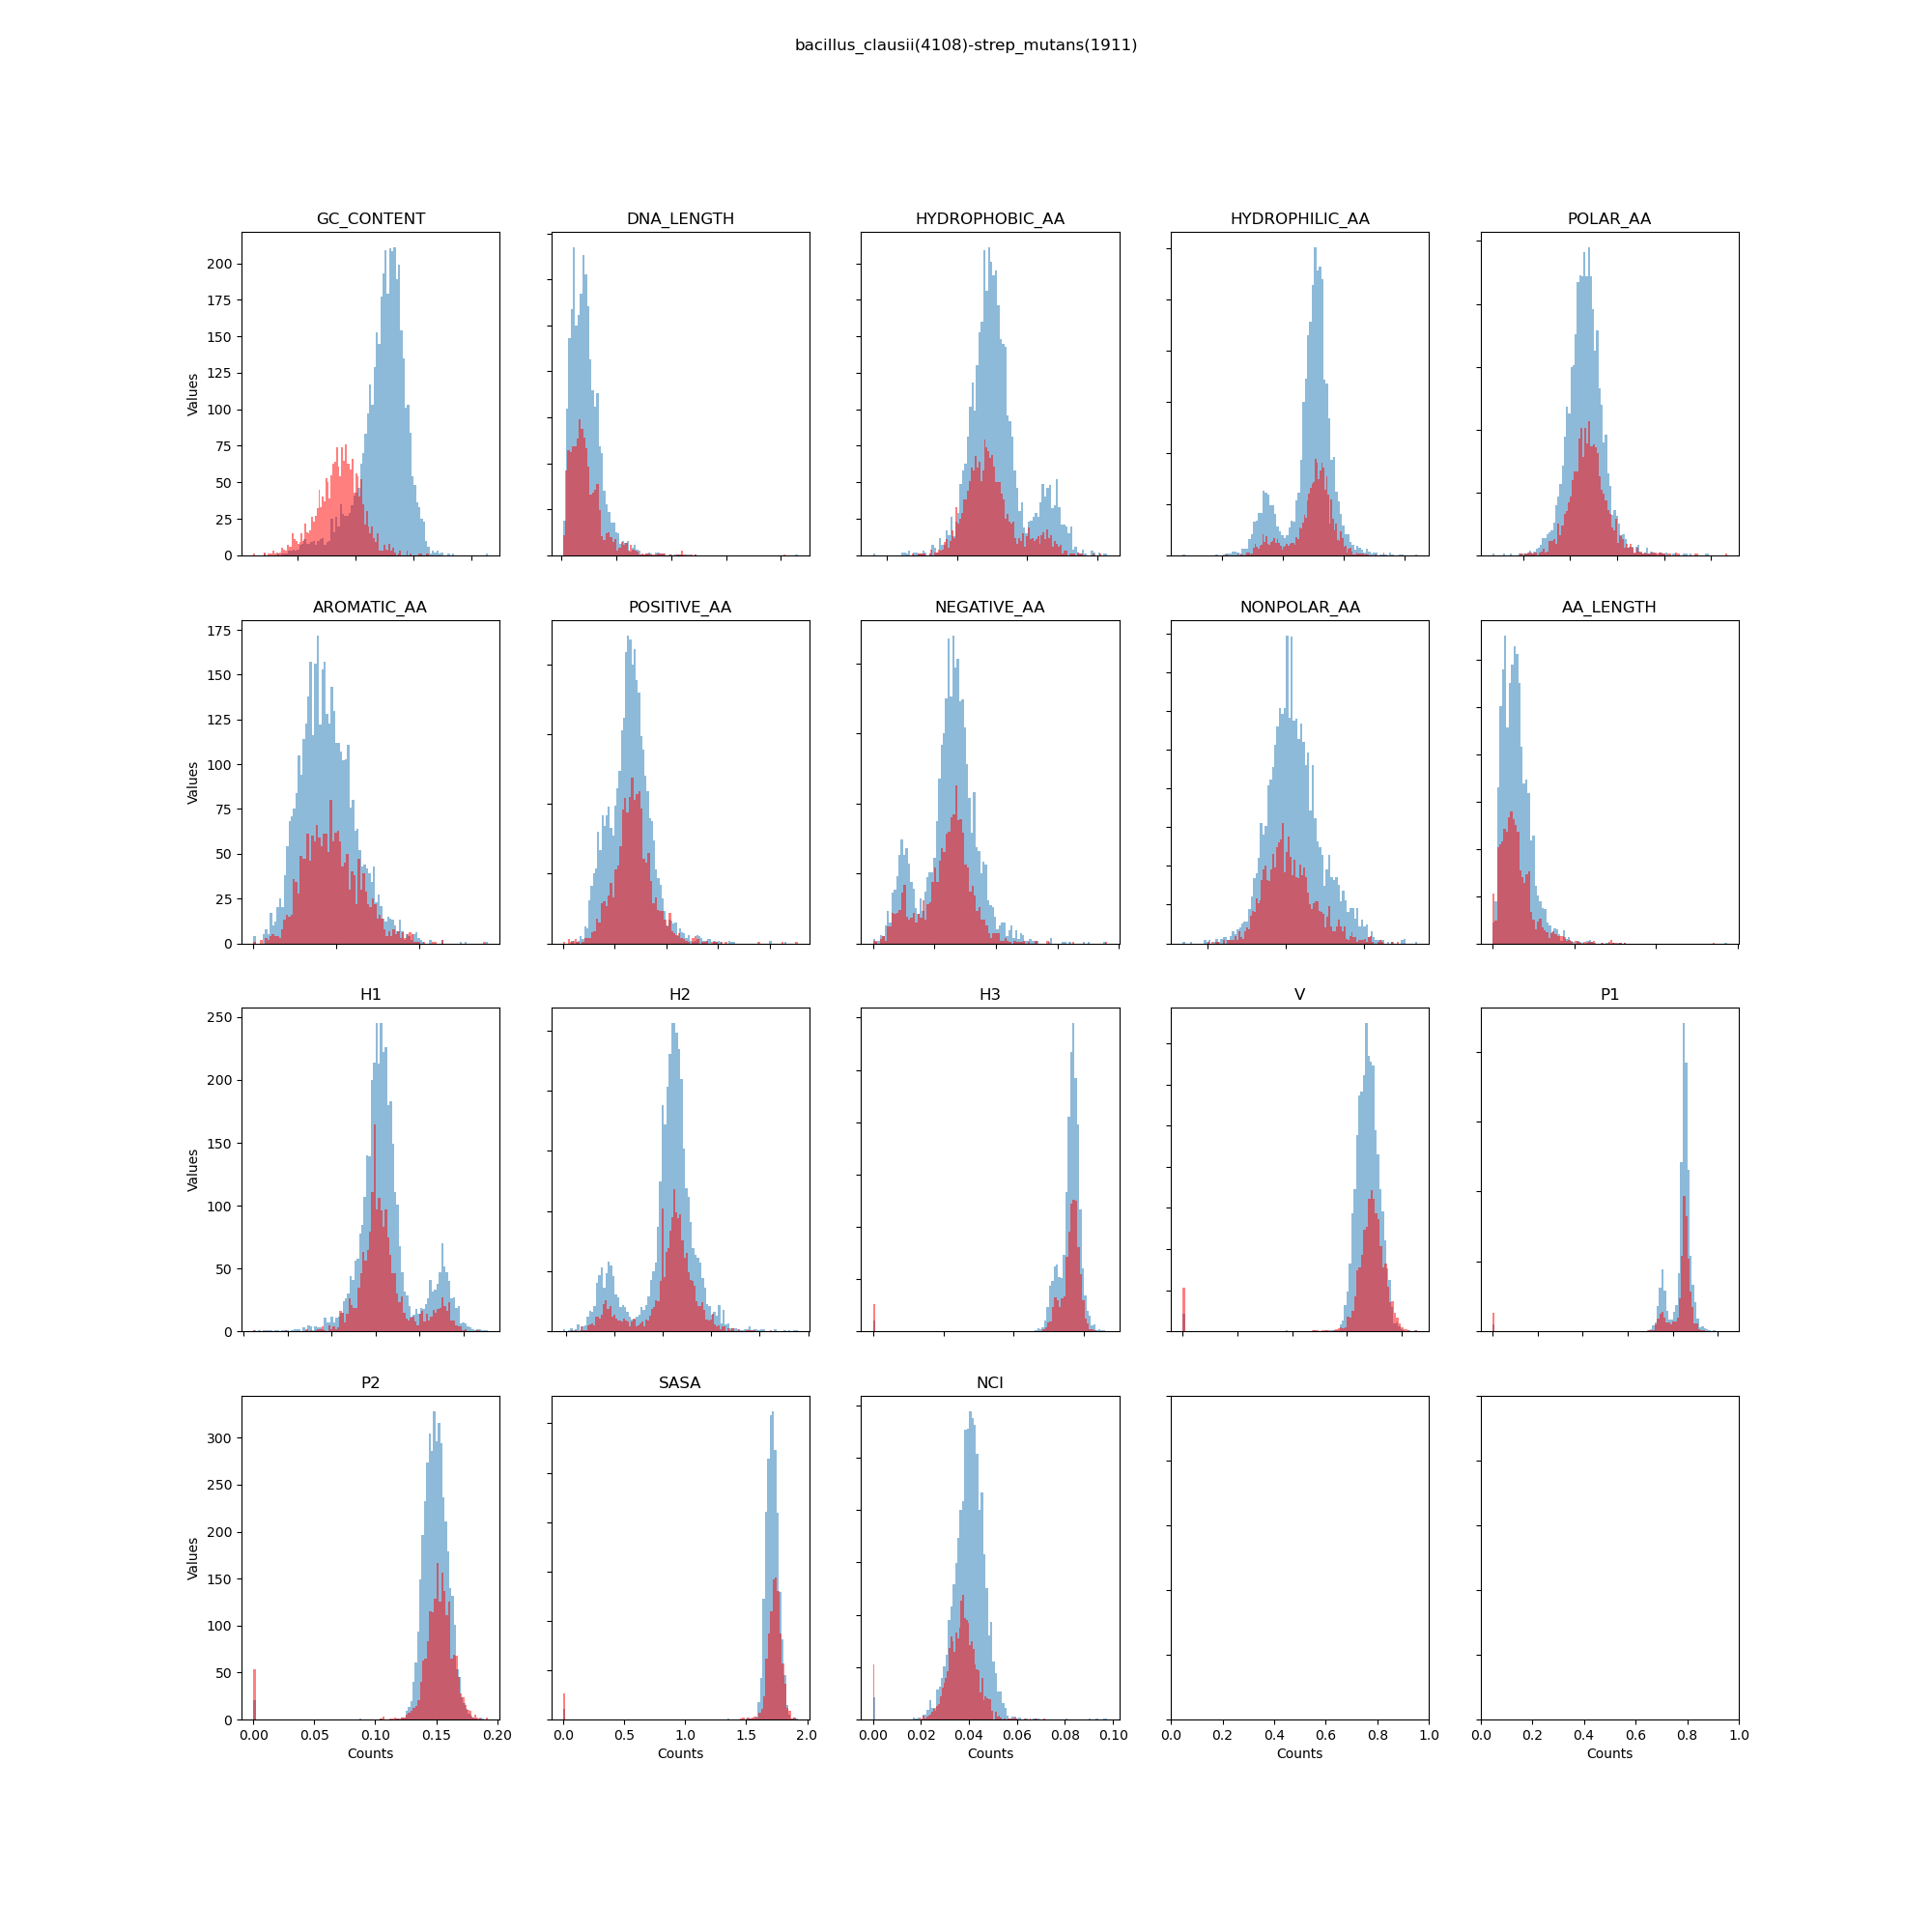 bacillus_clausii(4108)-strep_mutans(1911)
GC_CONTENT DNA_LENGTH HYDROPHOBIC_AA HYDROPHILIC_AA POLAR_AA
200
175
150
125
100
75
50
25
0
Values
AROMATIC_AA POSITIVE_AA NEGATIVE_AA NONPOLAR_AA AA_LENGTH
175
150
125
100
75
50
25
0
Values
H1 H2 H3 V P1
250
200
150
100
50
0
Values
P2 SASA NCI
300
250
200
150
100
50
0
Values
0.00 0.05 0.10 0.15 0.20 0.0 0.5 1.0 1.5 2.0 0.00 0.02 0.04 0.06 0.08 0.10 0.0 0.2 0.4 0.6 0.8 1.0 0.0 0.2 0.4 0.6 0.8 1.0
Counts Counts Counts Counts Counts